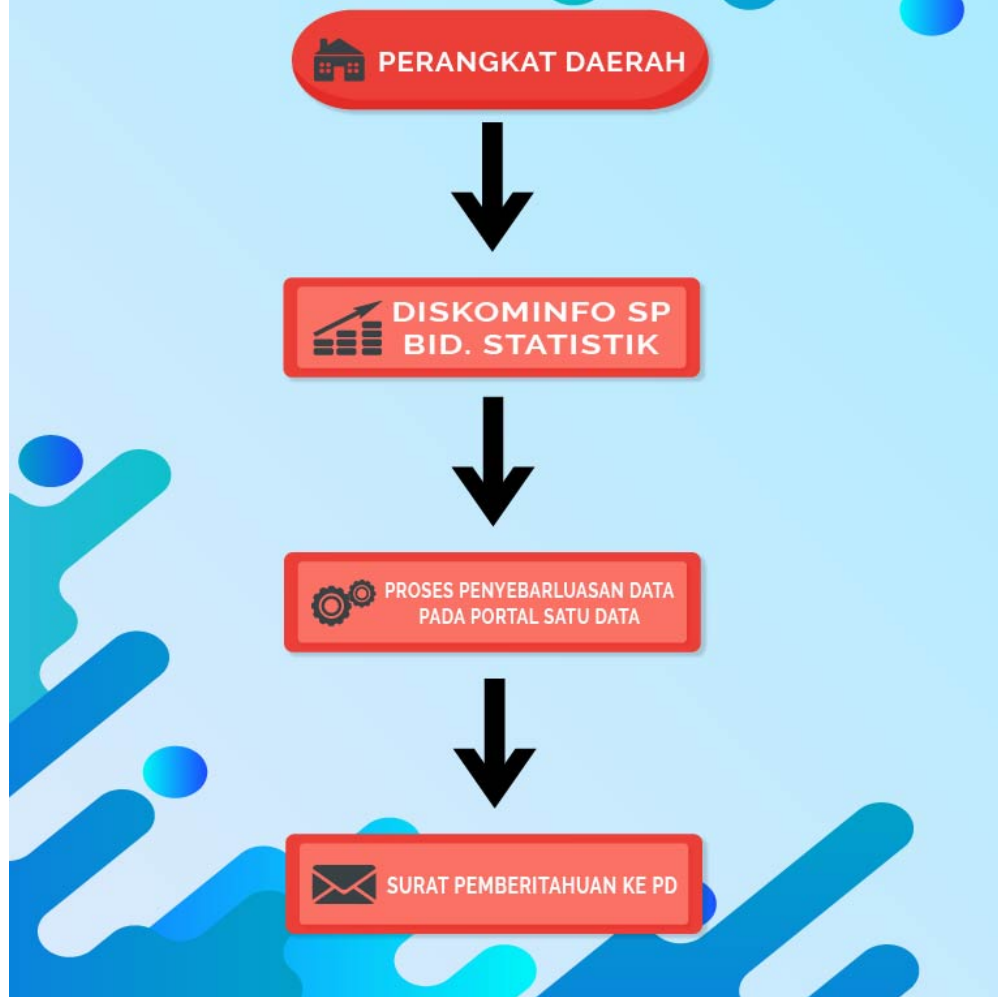 PERANGKAT DAERAH
DISKOMINFO SP
BID. STATISTIK
PROSES PENYEBARLUASAN DATA
PADA PORTAL SATU DATA
SURAT PEMBERITAHUAN KE PD